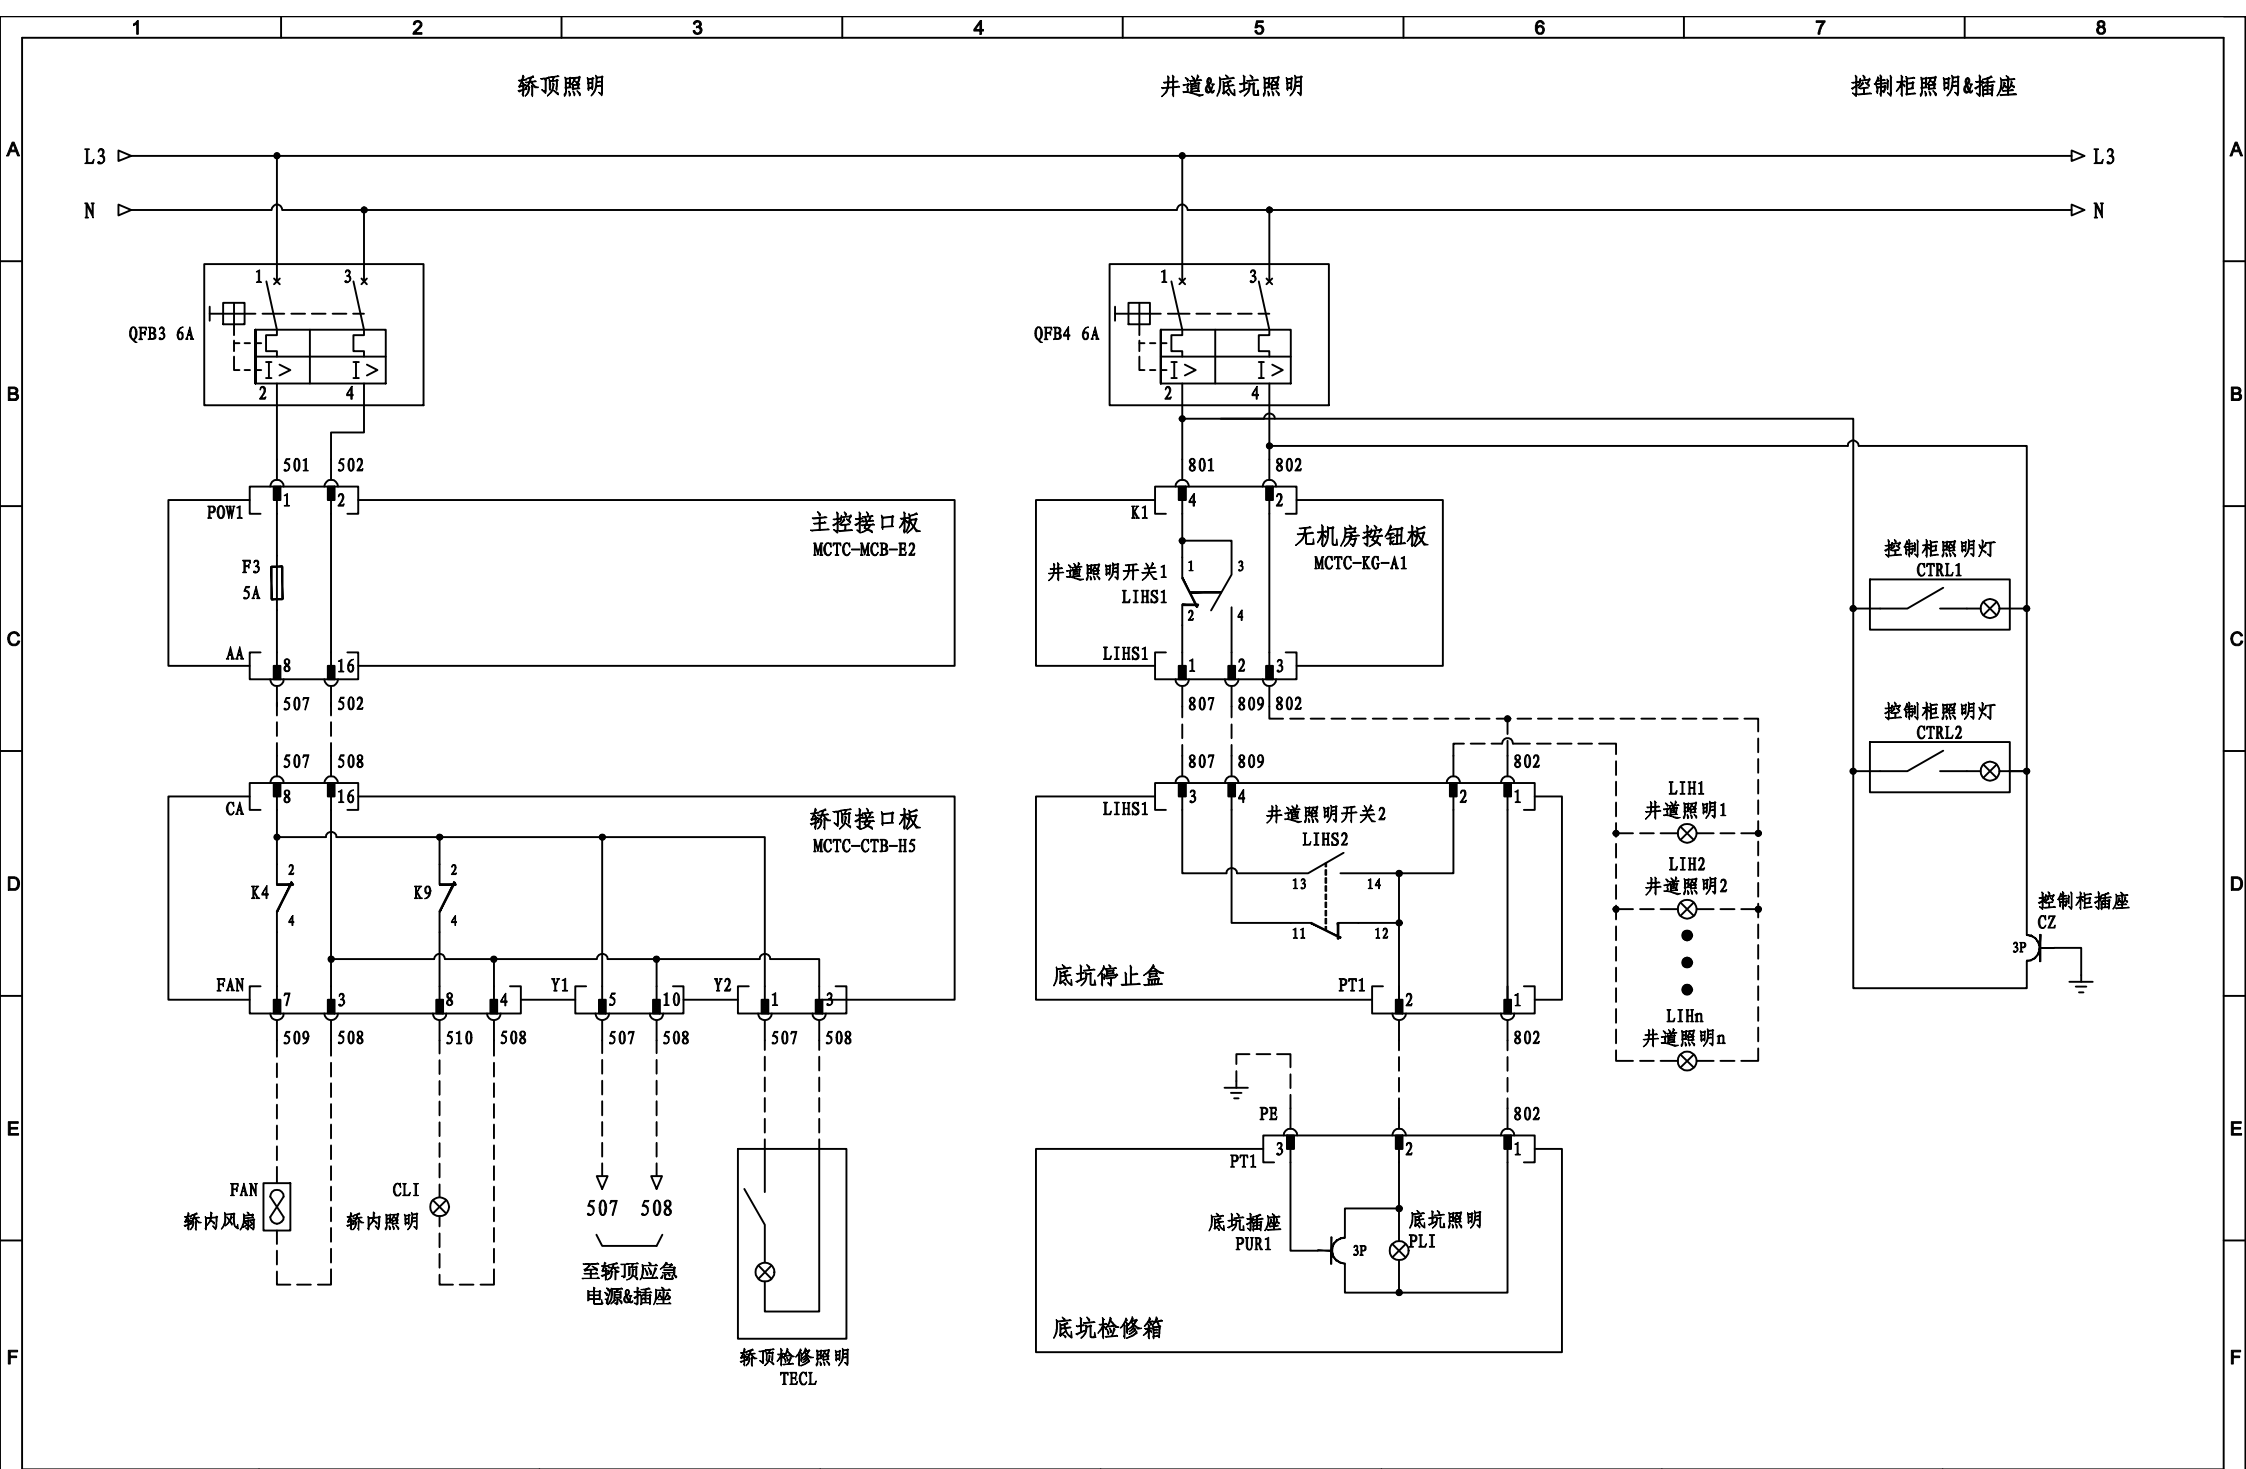 1 2 3 4 5 6 7 8
轿顶照明 井道&底坑照明 控制柜照明&插座
A A
L3 L3
N N
1 3 1 3
QFB3 6A QFB4 6A
I> I> I> I>
B 2 4 2 4 B
501 502 801 802
1 2 4 2
POW1 K1
主控接口板 无机房按钮板
MCTC-MCB-E2 MCTC-KG-A1
控制柜照明灯
CTRL1
F3
5A
井道照明开关1
LIHS1
1 3
2 4
C C
AA 8 16
LIHS1 1 2 3
507 502 807 809 802
控制柜照明灯
CTRL2
507 508 807 809 802
CA 8 16
LIHS1 3 4 2 1
轿顶接口板
MCTC-CTB-H5
井道照明开关2
LIHS2
LIH1
井道照明1
LIH2
井道照明2
D D
K4 2 4
K9 2 4
13 14
11 12
控制柜插座
CZ
3P
底坑停止盒
FAN 7 3 8 4
Y1 5 10
Y2 1 3
PT1 2 1
LIHn
井道照明n
509 508 510 508 507 508 507 508 802
PE 802
E E
PT1 3 2 1
FAN
轿内风扇
CLI
轿内照明
507 508
底坑插座
PUR1
3P
底坑照明
PLI
至轿顶应急
电源&插座
底坑检修箱
F F
轿顶检修照明
TECL